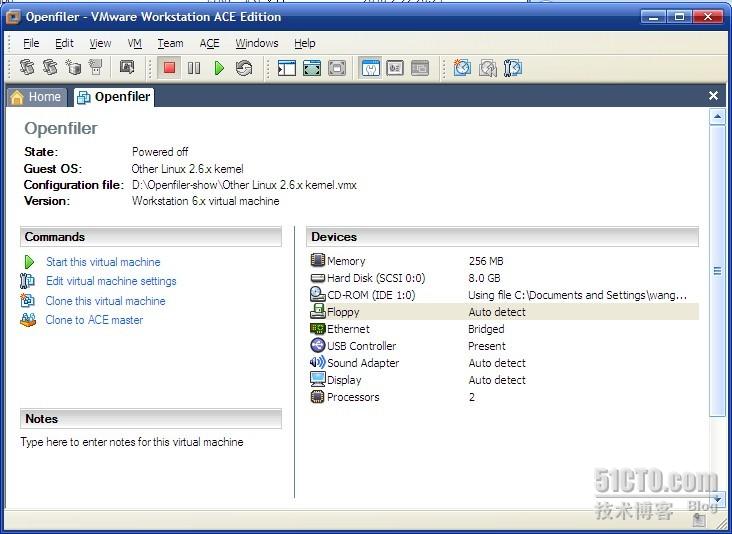 Openfiler - VMware Workstation ACE Edition
File Edit View VM Team ACE Windows Help
Home Openfiler
Openfiler
State: Powered off
Guest OS: Other Linux 2.6.x kernel
Configuration file: D:\Openfiler-show\Other Linux 2.6.x kernel.vmx
Version: Workstation 6.x virtual machine
Commands
Start this virtual machine
Edit virtual machine settings
Clone this virtual machine
Clone to ACE master
Devices
Memory 256 MB
Hard Disk (SCSI 0:0) 8.0 GB
CD-ROM (IDE 1:0) Using file C:\Documents and Settings\wang...
Floppy Auto detect
Ethernet Bridged
USB Controller Present
Sound Adapter Auto detect
Display Auto detect
Processors 2
Notes
Type here to enter notes for this virtual machine
51CTO.com
技术博客 Blog